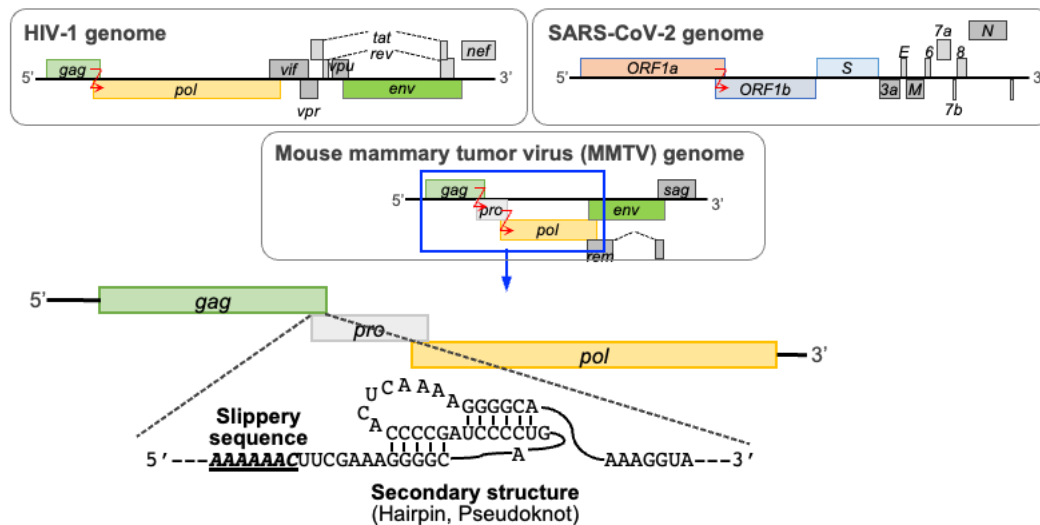 HIV-1 genome
tat
rev
nef
gag
vif
vpu
5’
3’
pol
env
vpr
SARS-CoV-2 genome
7a
N
E
6
8
ORF1a
S
5’
3’
ORF1b
3a
M
7b
Mouse mammary tumor virus (MMTV) genome
gag
sag
5’
3’
pro
env
pol
rem
5’
gag
pro
pol
3’
Slippery
sequence
UCAAAA
C
A
A
GGGGCA
CCCCGAUCCCCUG
A
5’---AAAAAACUUCGAAAGGGGC
AAAGGUA---3’
Secondary structure
(Hairpin, Pseudoknot)